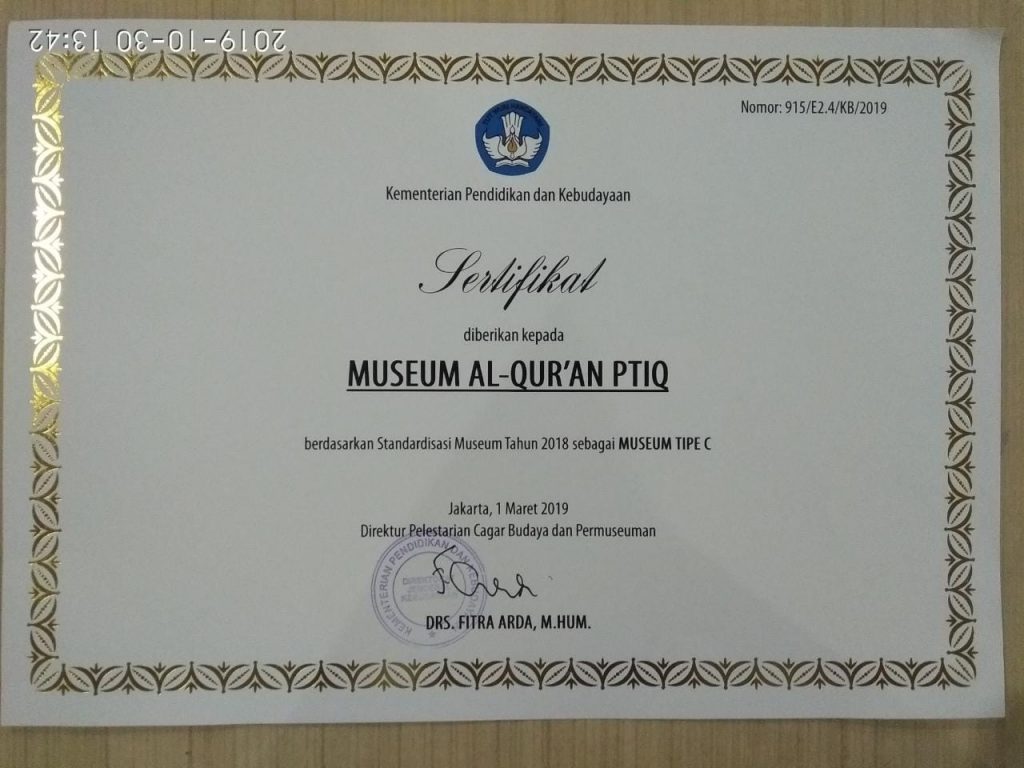 2019-10-30 13:42
Nomor: 915/E2.4/KB/2019
Kementerian Pendidikan dan Kebudayaan
Sertifikat
diberikan kepada
MUSEUM AL-QUR'AN PTIQ
berdasarkan Standardisasi Museum Tahun 2018 sebagai MUSEUM TIPE C
Jakarta, 1 Maret 2019
Direktur Pelestarian Cagar Budaya dan Permuseuman
KEMENTERIAN PENDIDIKAN DAN
DRS. FITRA ARDA, M.HUM.